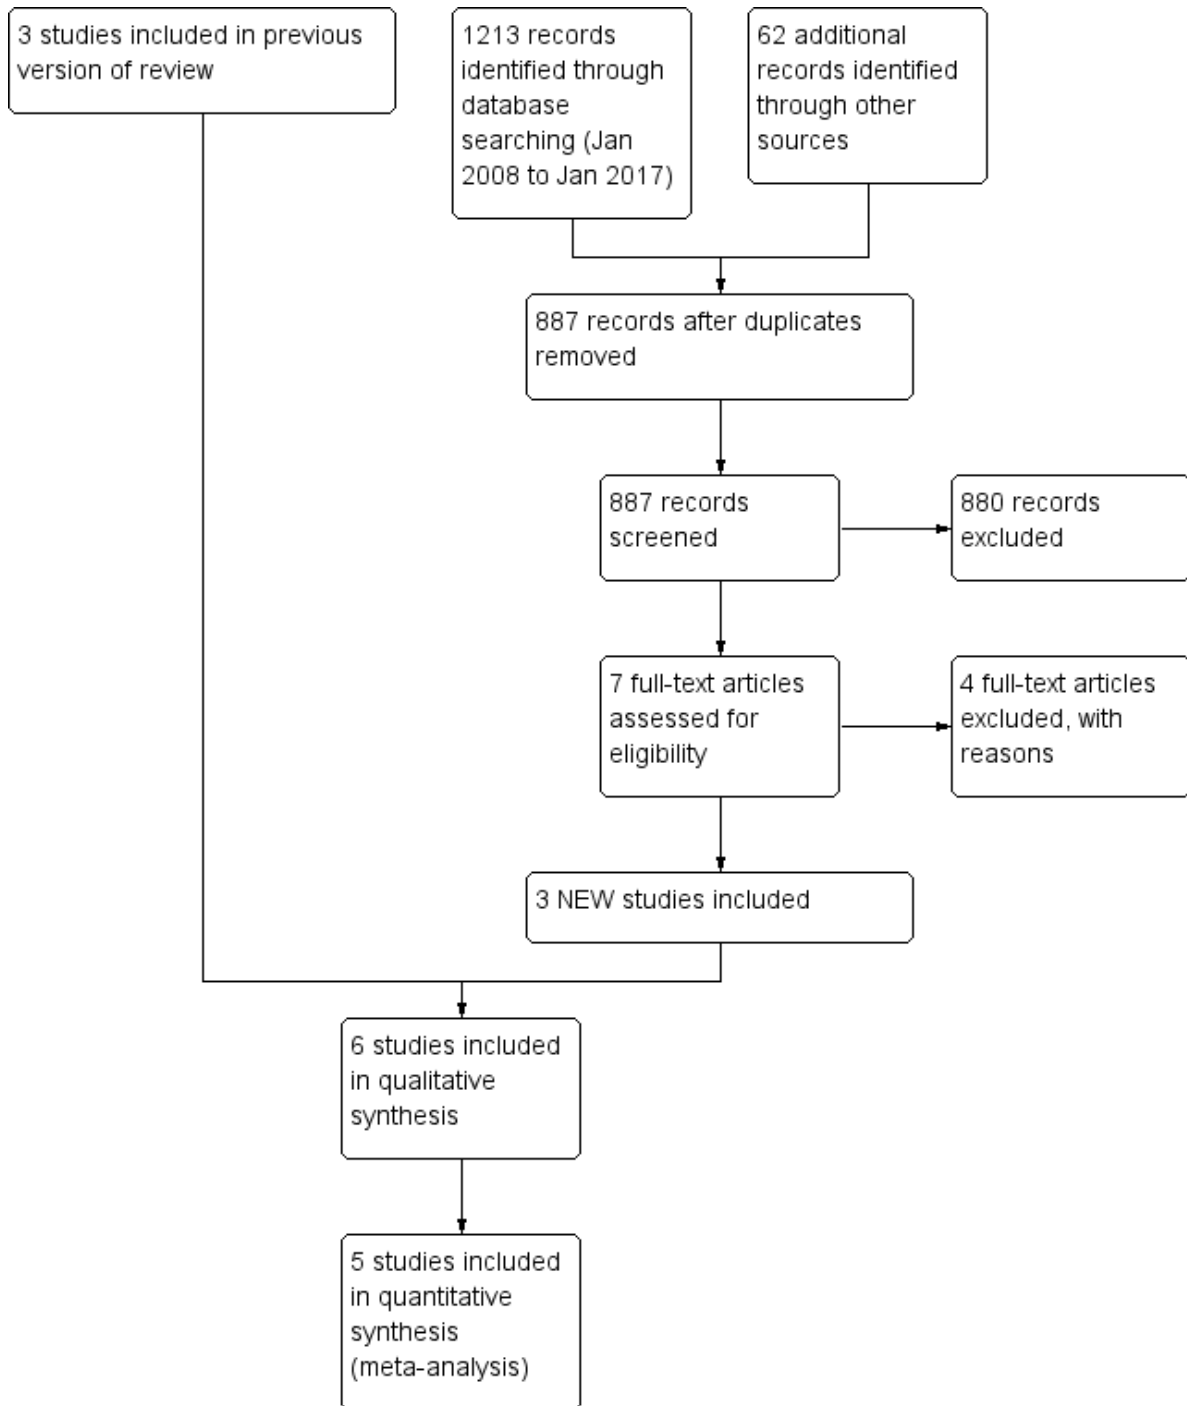 3 studies included in previous
version of review
1213 records
identified through
database
searching (Jan
2008 to Jan 2017)
62 additional
records identified
through other
sources
887 records after duplicates
removed
887 records
screened
880 records
excluded
7 full-text articles
assessed for
eligibility
4 full-text articles
excluded, with
reasons
3 NEW studies included
6 studies included
in qualitative
synthesis
5 studies included
in quantitative
synthesis
(meta-analysis)